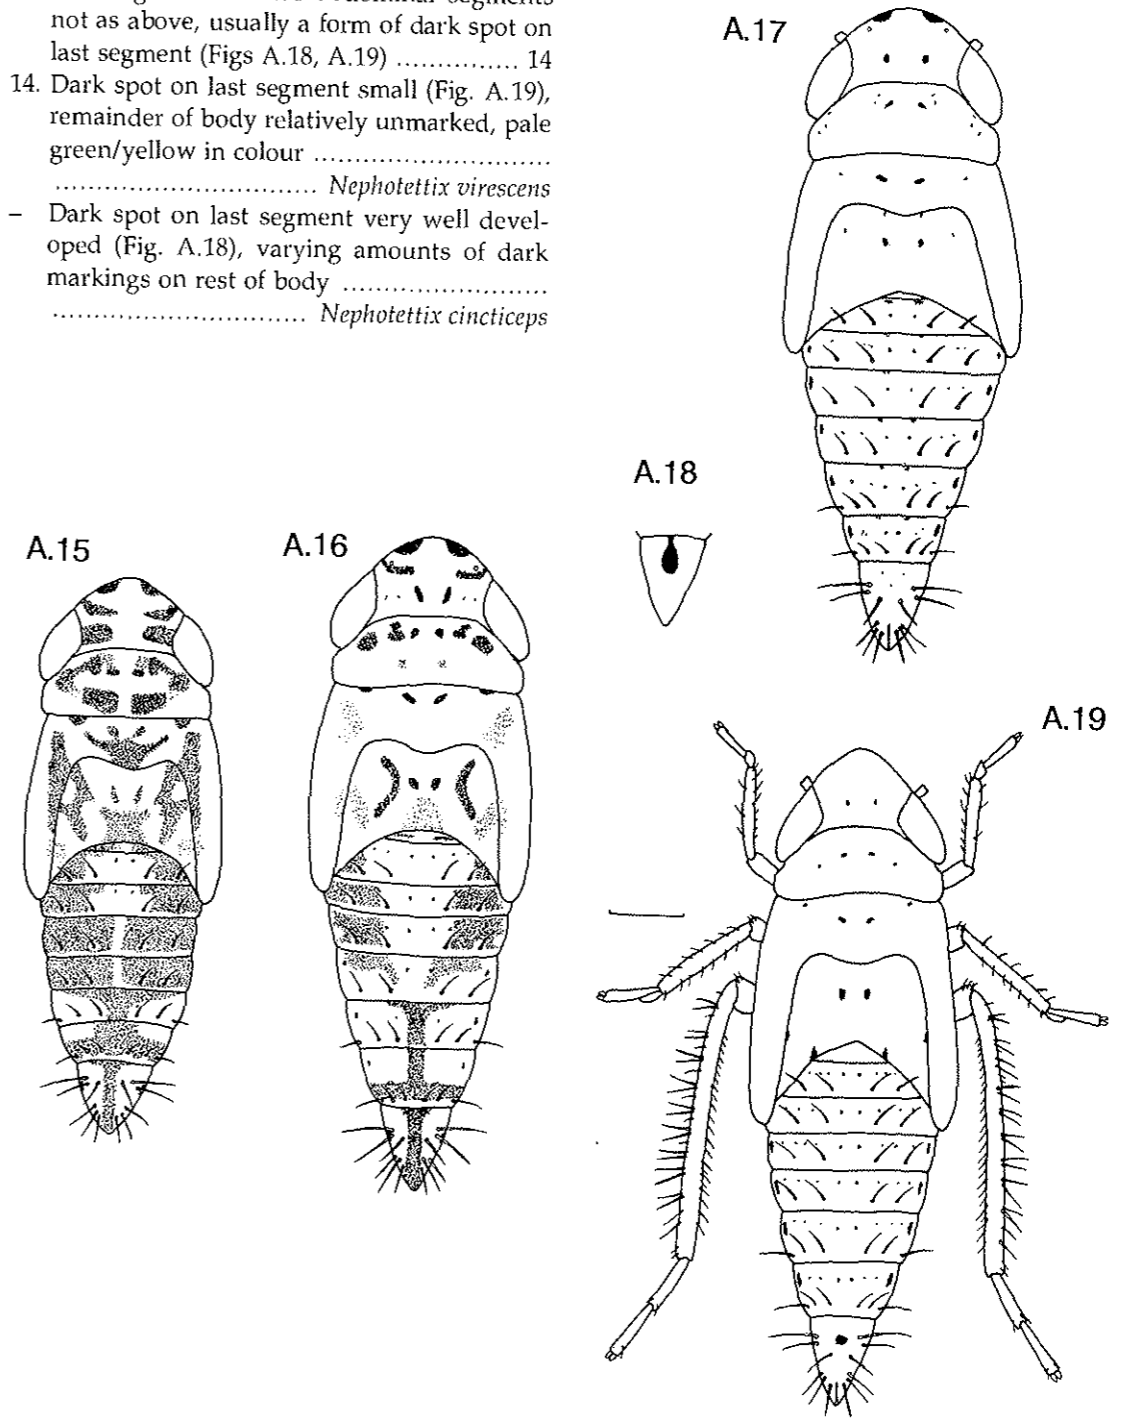 not as above, usually a form of dark spot on
last segment (Figs A.18, A.19) ............... 14
14. Dark spot on last segment small (Fig. A.19),
remainder of body relatively unmarked, pale
green/yellow in colour ............................
............................... Nephotettix virescens
– Dark spot on last segment very well devel-
oped (Fig. A.18), varying amounts of dark
markings on rest of body ........................
.............................. Nephotettix cincticeps
A.15
A.16
A.17
A.18
A.19